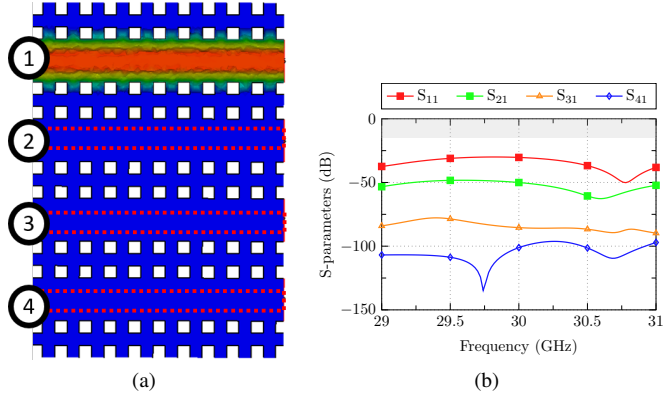 1
2
3
4
(a)
S11 S21 S31 S41
0
−50
−100
−150
S-parameters (dB)
29 29.5 30 30.5 31
Frequency (GHz)
(b)